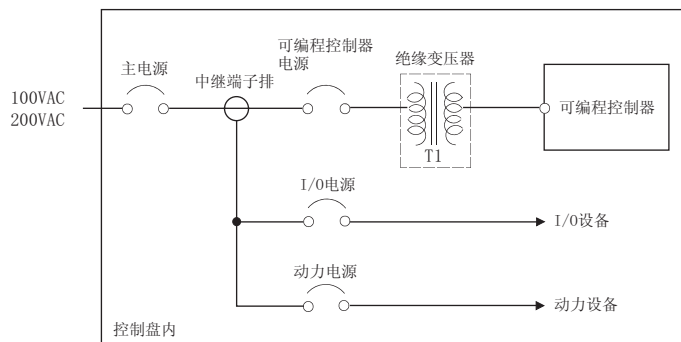 100VAC
200VAC
主电源
中继端子排
可编程控制器
电源
绝缘变压器
T1
可编程控制器
I/O电源
I/O设备
动力电源
动力设备
控制盘内